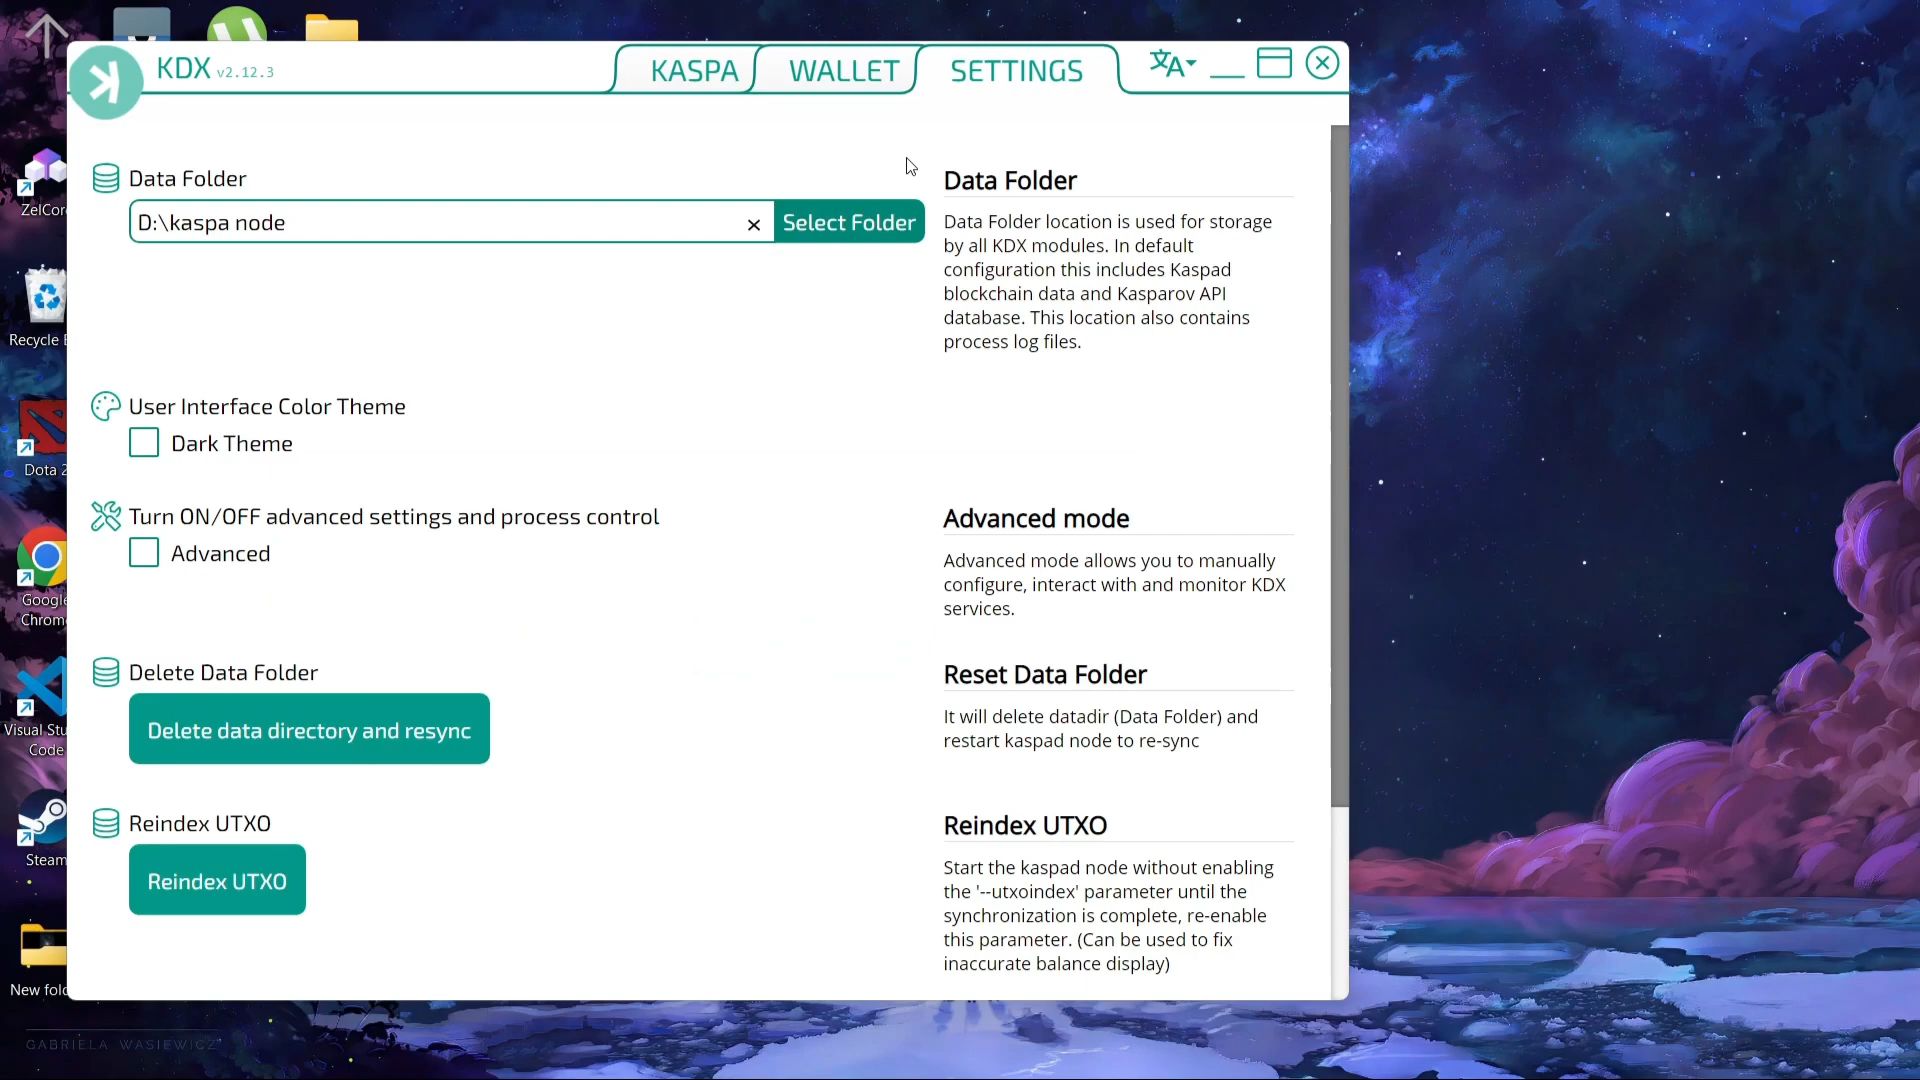 KDX v2.12.3
KASPA
WALLET
SETTINGS
Data Folder
D:\kaspa node
×
Select Folder
Data Folder
Data Folder location is used for storage
by all KDX modules. In default
configuration this includes Kaspad
blockchain data and Kasparov API
database. This location also contains
process log files.
User Interface Color Theme
Dark Theme
Turn ON/OFF advanced settings and process control
Advanced
Advanced mode
Advanced mode allows you to manually
configure, interact with and monitor KDX
services.
Delete Data Folder
Delete data directory and resync
Reset Data Folder
It will delete datadir (Data Folder) and
restart kaspad node to re-sync
Reindex UTXO
Reindex UTXO
Reindex UTXO
Start the kaspad node without enabling
the '--utxoindex' parameter until the
synchronization is complete, re-enable
this parameter. (Can be used to fix
inaccurate balance display)
ZelCor
Recycle B
Dota 2
Google
Chrom
Visual Stu
Code
Steam
New fold
GABRIELA WASIEWICZ